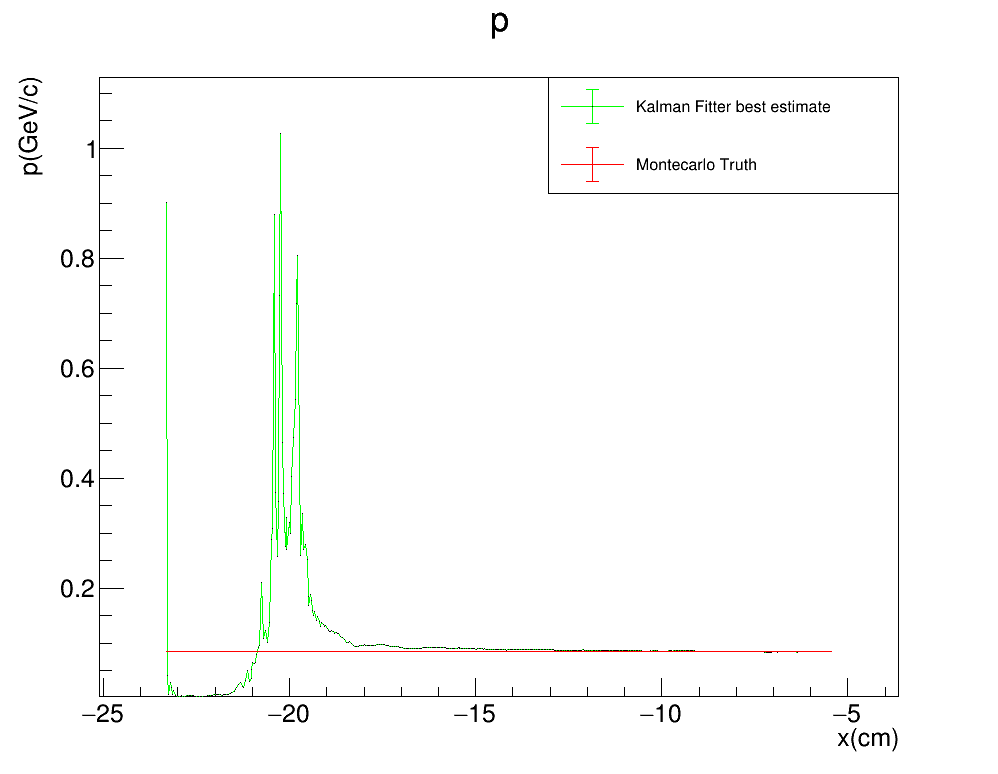 p
p(GeV/c)
Kalman Fitter best estimate
Montecarlo Truth
1
0.8
0.6
0.4
0.2
−25 −20 −15 −10 −5
x(cm)